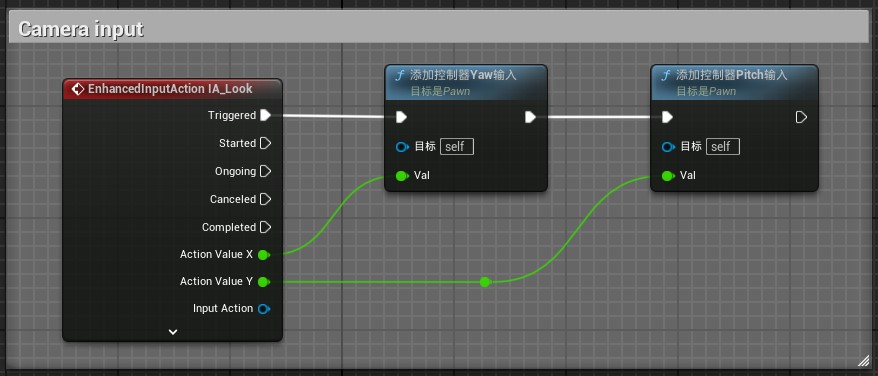 Camera input
EnhancedInputAction IA_Look
Triggered
Started
Ongoing
Canceled
Completed
Action Value X
Action Value Y
Input Action
f 添加控制器Yaw输入
目标是Pawn
目标 self
Val
f 添加控制器Pitch输入
目标是Pawn
目标 self
Val